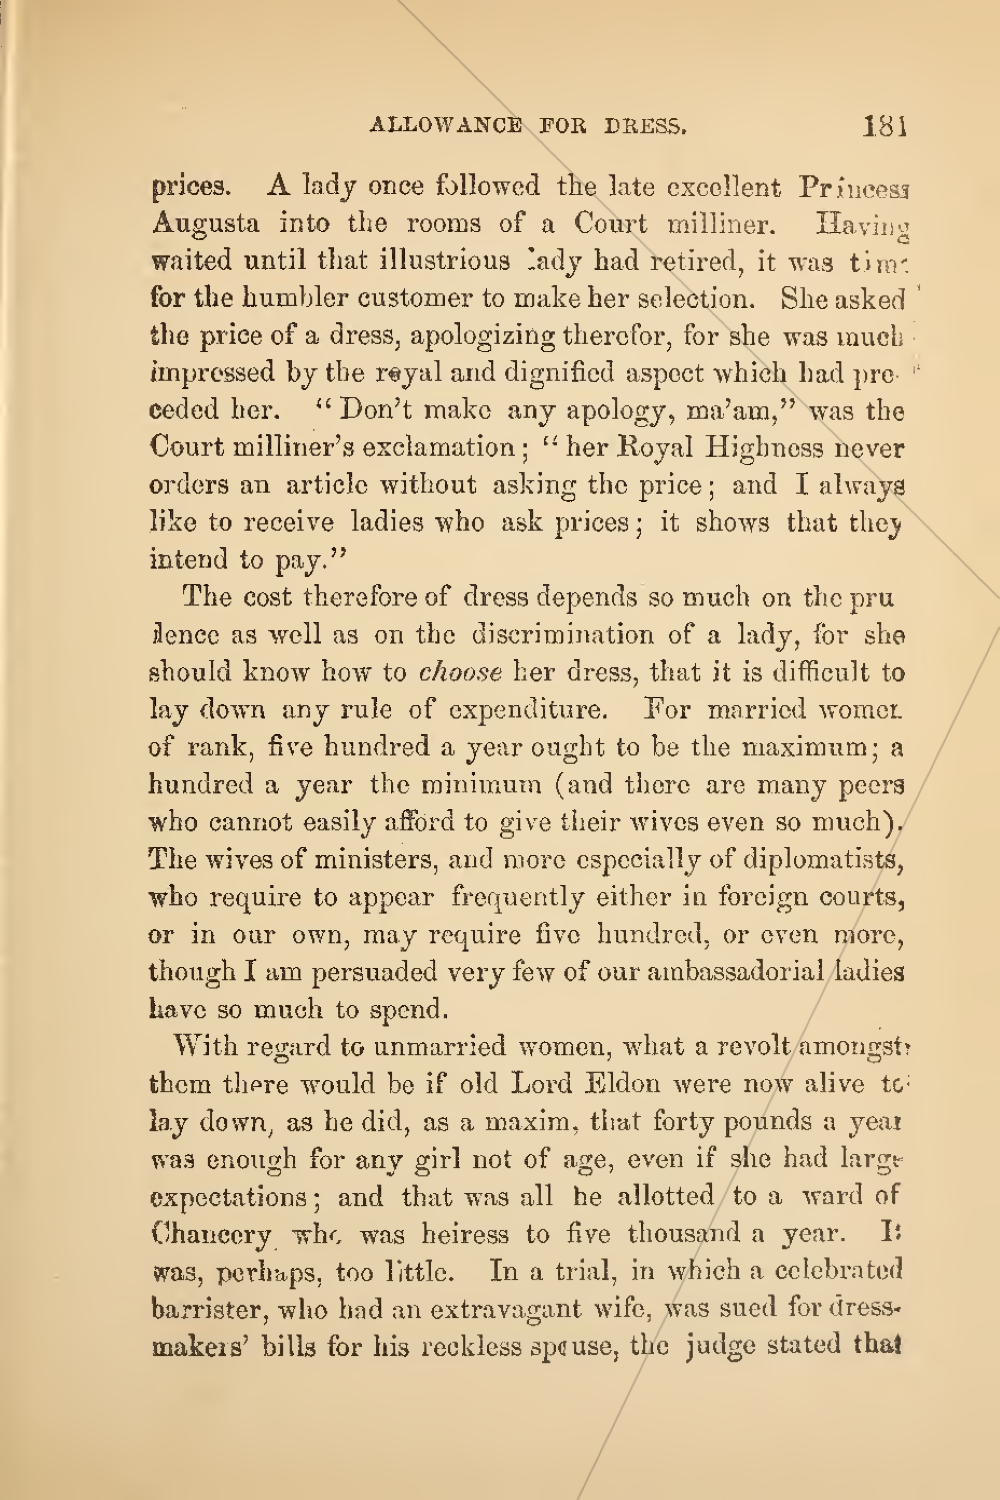 ALLOWANCE FOR DRESS. 181
prices. A lady once followed the late excellent Princess
Augusta into the rooms of a Court milliner. Having
waited until that illustrious lady had retired, it was time
for the humbler customer to make her selection. She asked
the price of a dress, apologizing therefor, for she was much
impressed by the royal and dignified aspect which had pre-
ceded her. “Don’t make any apology, ma’am,” was the
Court milliner’s exclamation; “her Royal Highness never
orders an article without asking the price; and I always
like to receive ladies who ask prices; it shows that they
intend to pay.”
The cost therefore of dress depends so much on the pru
dence as well as on the discrimination of a lady, for she
should know how to choose her dress, that it is difficult to
lay down any rule of expenditure. For married women
of rank, five hundred a year ought to be the maximum; a
hundred a year the minimum (and there are many peers
who cannot easily afford to give their wives even so much).
The wives of ministers, and more especially of diplomatists,
who require to appear frequently either in foreign courts,
or in our own, may require five hundred, or even more,
though I am persuaded very few of our ambassadorial ladies
have so much to spend.
With regard to unmarried women, what a revolt amongst
them there would be if old Lord Eldon were now alive to
lay down, as he did, as a maxim, that forty pounds a year
was enough for any girl not of age, even if she had large
expectations; and that was all he allotted to a ward of
Chancery who was heiress to five thousand a year. It
was, perhaps, too little. In a trial, in which a celebrated
barrister, who had an extravagant wife, was sued for dress-
makers’ bills for his reckless spouse, the judge stated that